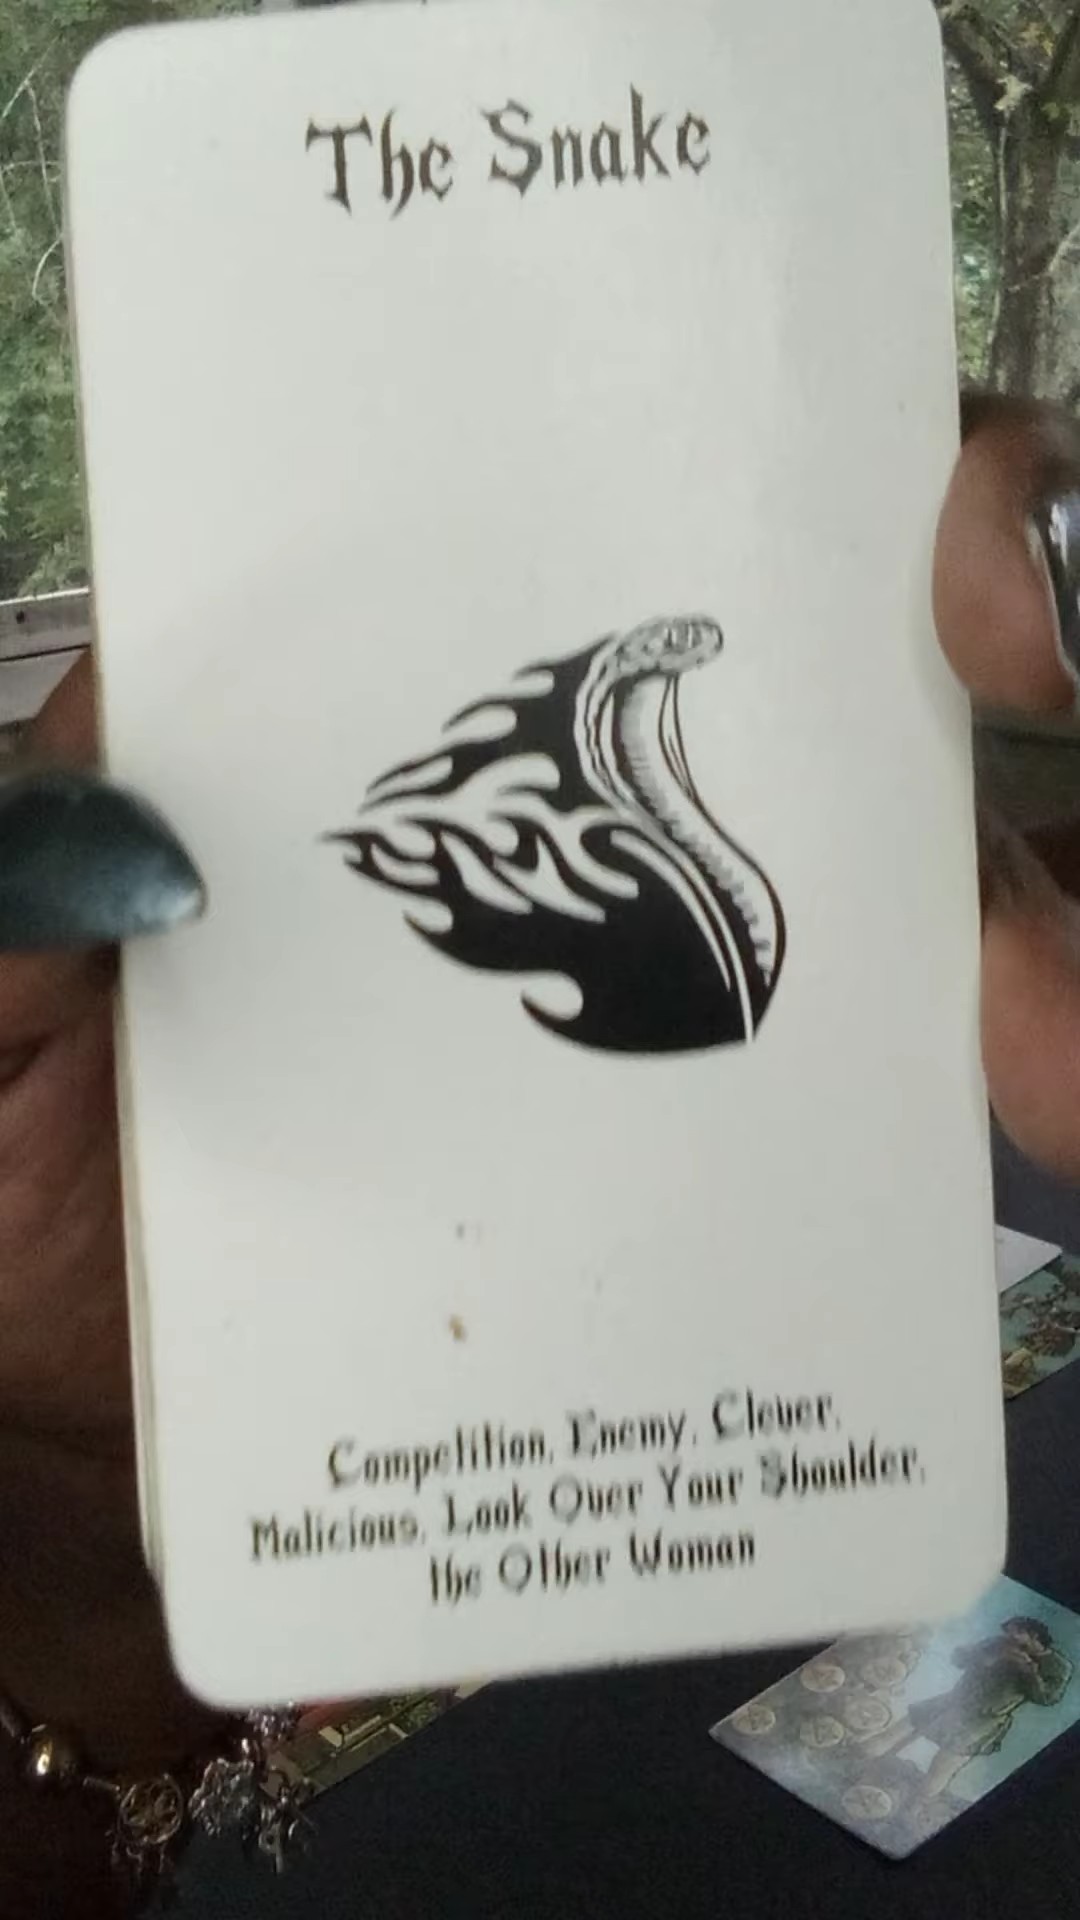 The Snake
Competition, Enemy, Clever,
Malicious, Look Over Your Shoulder,
the Other Woman